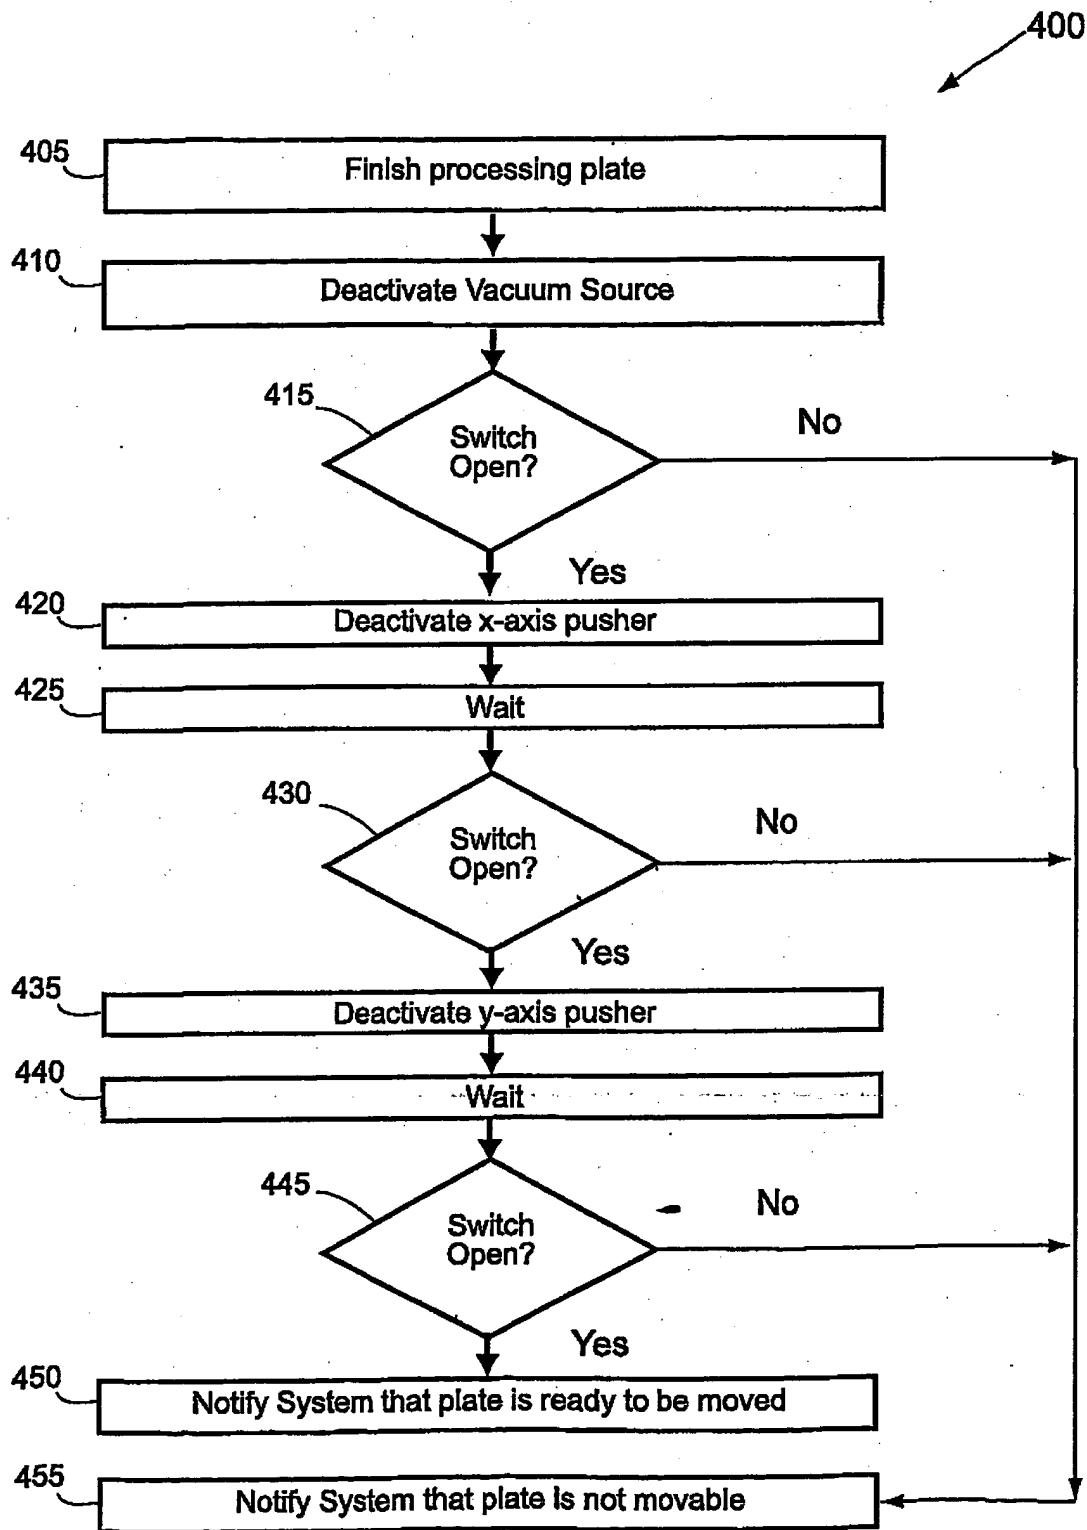 400
405
Finish processing plate
410
Deactivate Vacuum Source
415
Switch
Open?
No
Yes
420
Deactivate x-axis pusher
425
Wait
430
Switch
Open?
No
Yes
435
Deactivate y-axis pusher
440
Wait
445
Switch
Open?
No
Yes
450
Notify System that plate is ready to be moved
455
Notify System that plate is not movable